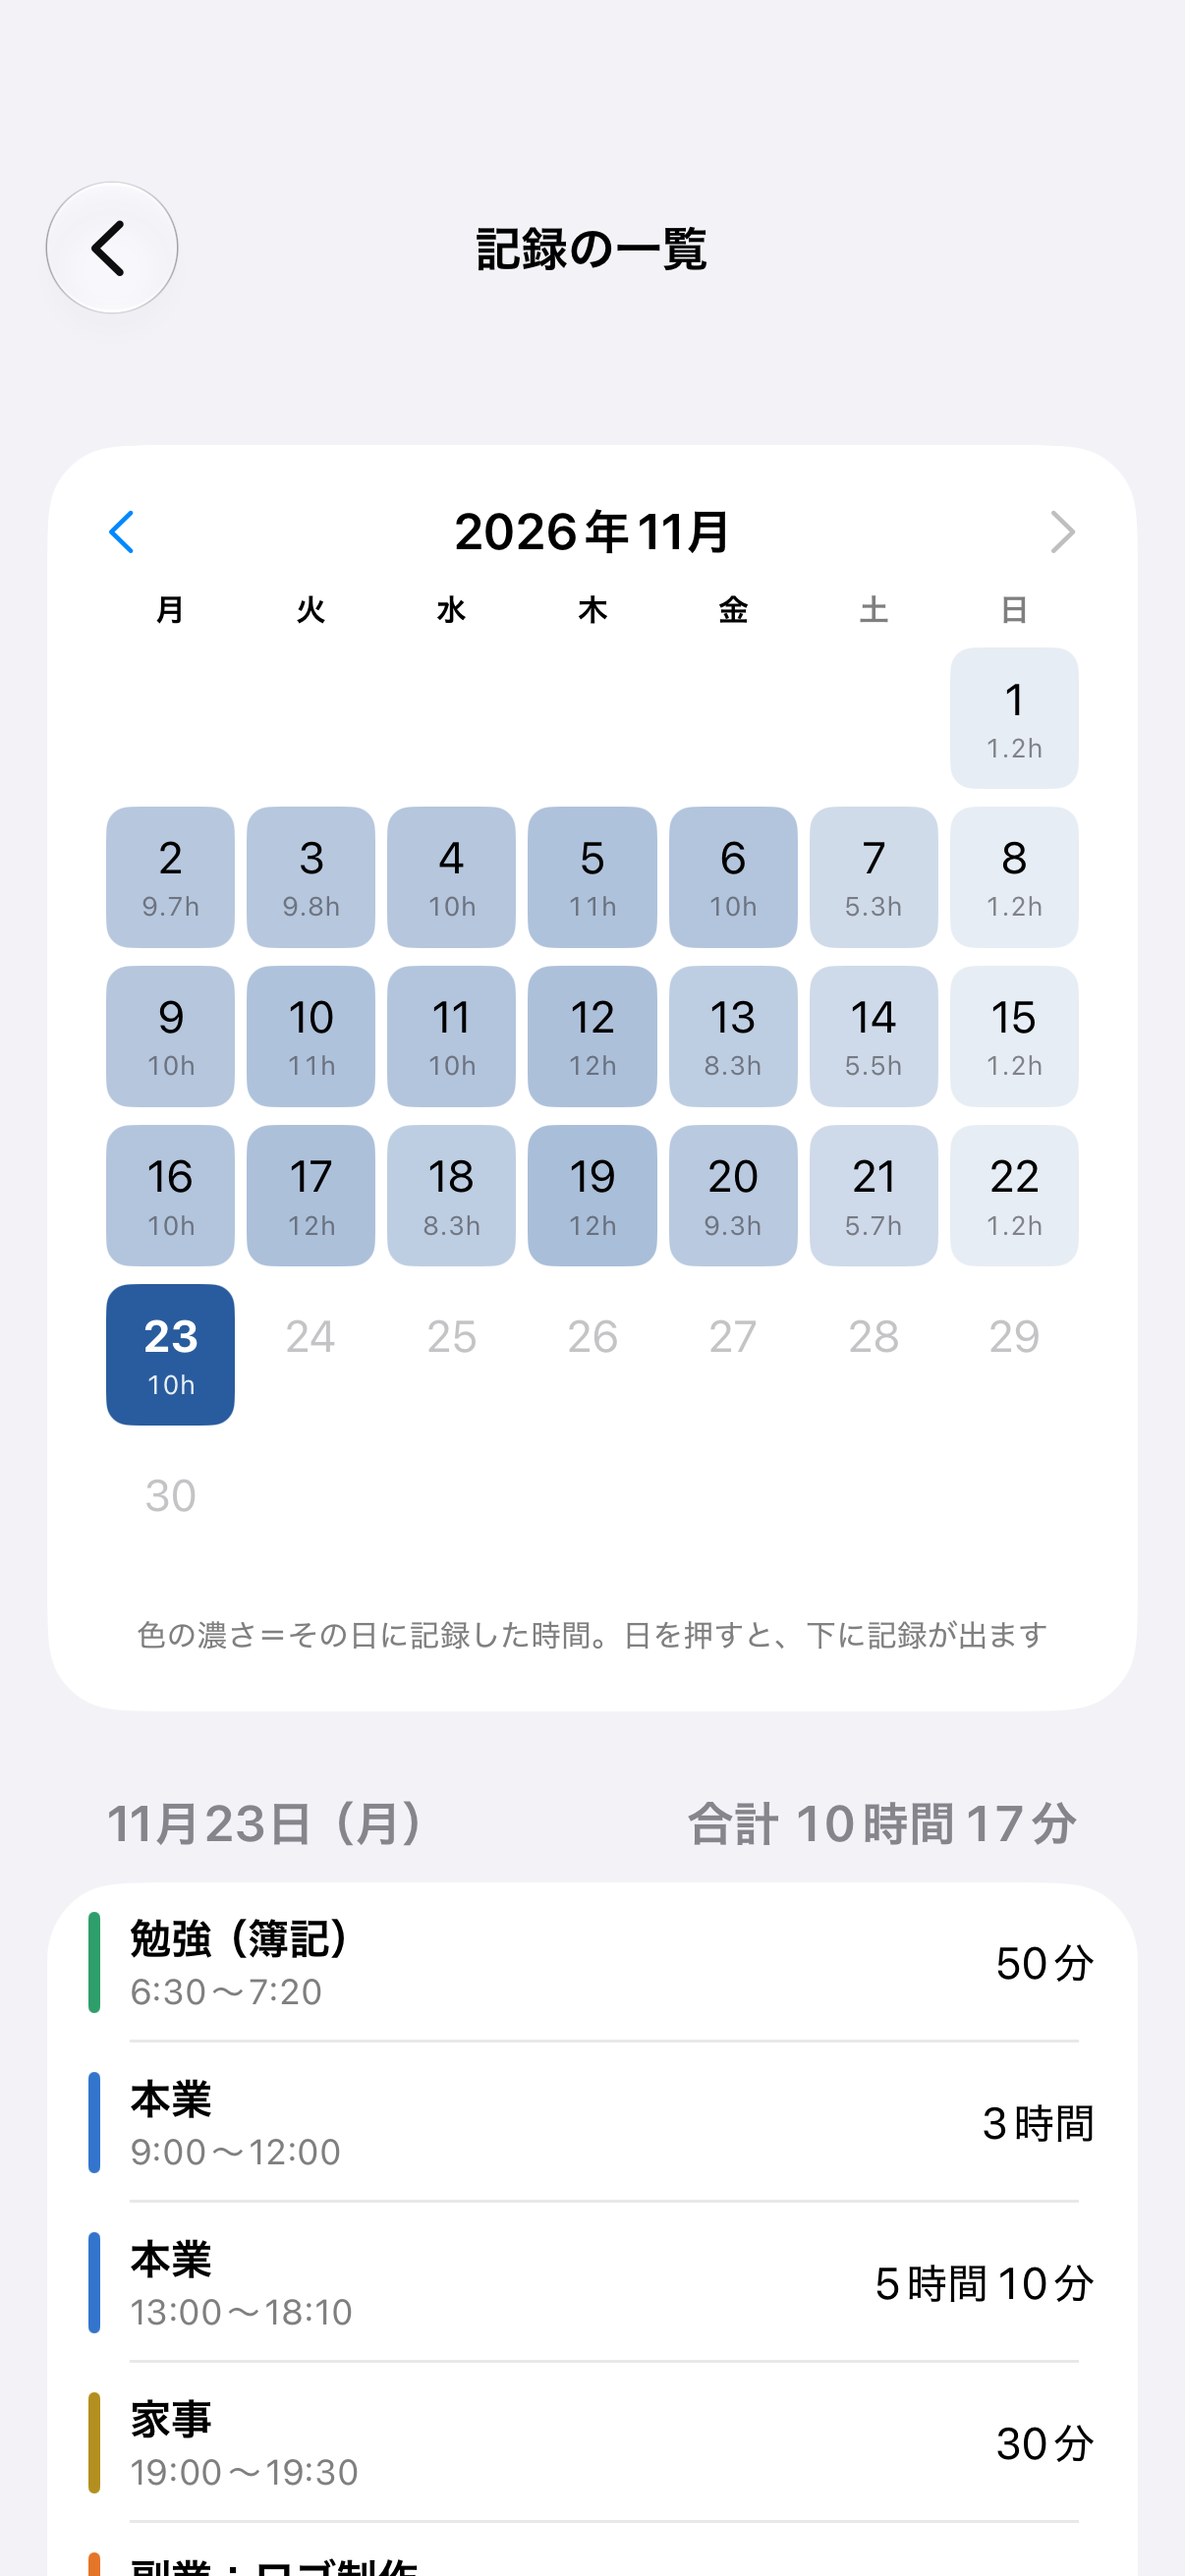 記録の一覧
2026年11月
月 火 水 木 金 土 日
1
1.2h
2 3 4 5 6 7 8
9.7h 9.8h 10h 11h 10h 5.3h 1.2h
9 10 11 12 13 14 15
10h 11h 10h 12h 8.3h 5.5h 1.2h
16 17 18 19 20 21 22
10h 12h 8.3h 12h 9.3h 5.7h 1.2h
23 24 25 26 27 28 29
10h
30
色の濃さ＝その日に記録した時間。日を押すと、下に記録が出ます
11月23日（月） 合計 10時間17分
勉強（簿記）
6:30～7:20
50分
本業
9:00～12:00
3時間
本業
13:00～18:10
5時間10分
家事
19:00～19:30
30分
副業：ロゴ制作